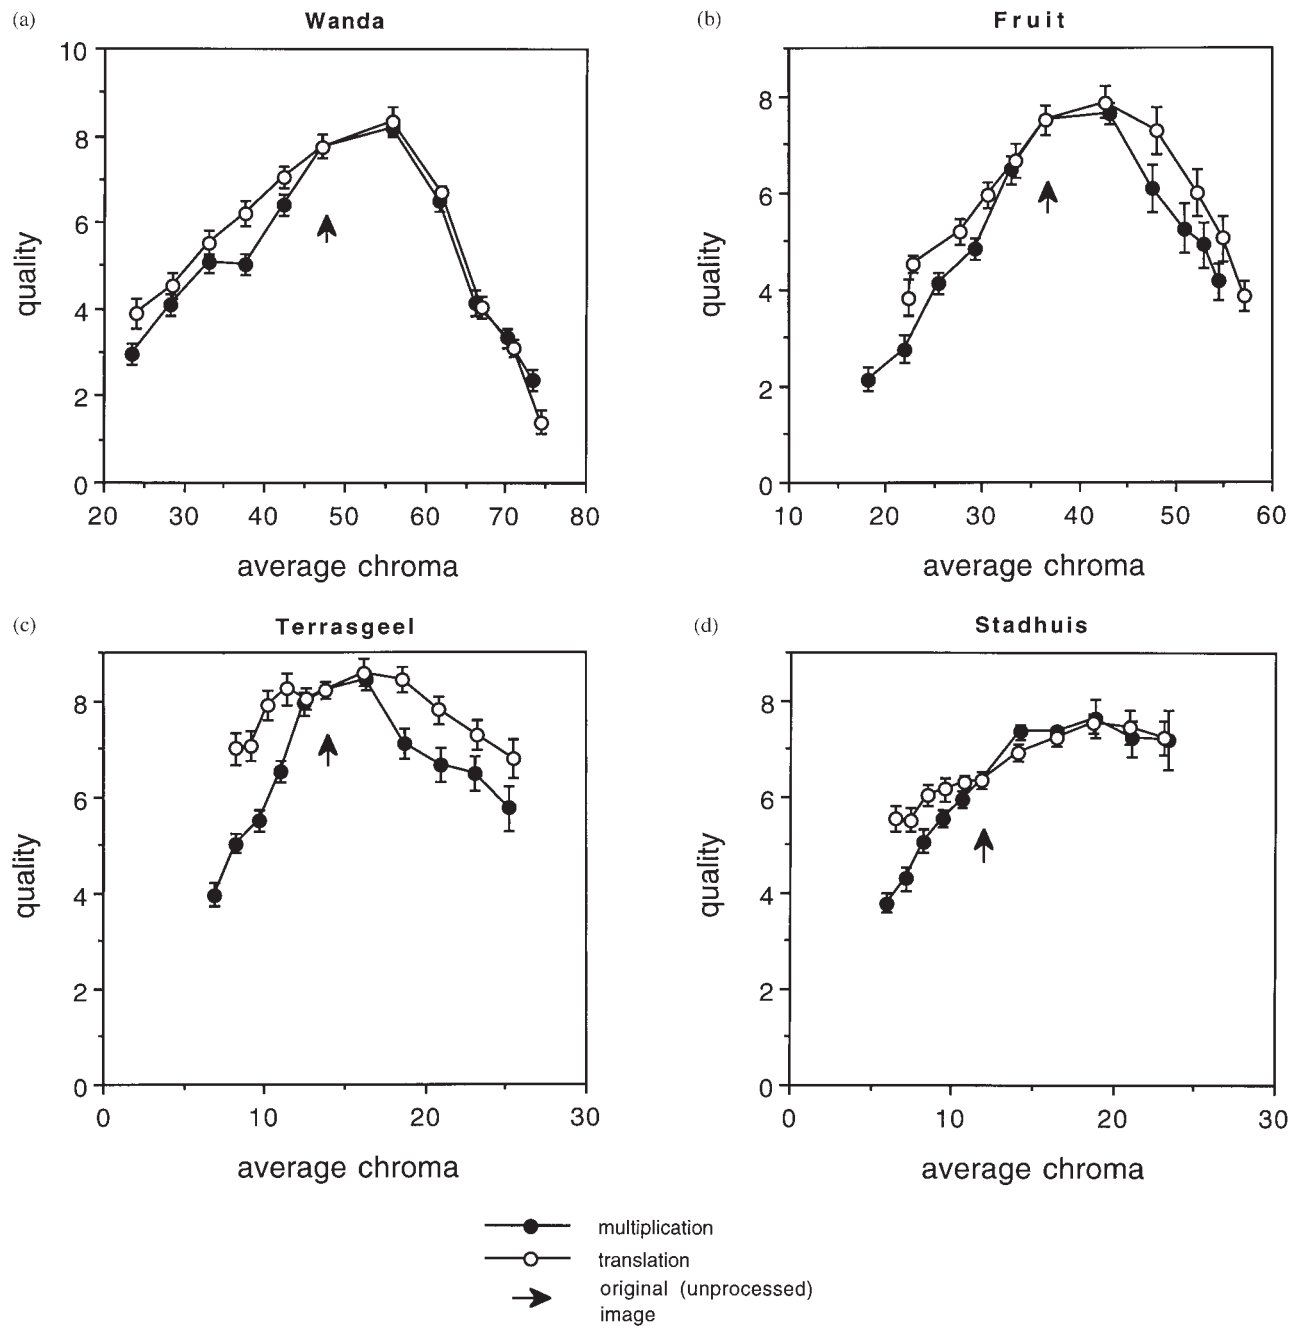 (a) Wanda
10
8
6
4
2
0
quality
20 30 40 50 60 70 80
average chroma
(b) Fruit
8
6
4
2
0
quality
10 20 30 40 50 60
average chroma
(c) Terrasgeel
8
6
4
2
0
quality
0 10 20 30
average chroma
(d) Stadhuis
8
6
4
2
0
quality
0 10 20 30
average chroma
multiplication
translation
original (unprocessed)
image